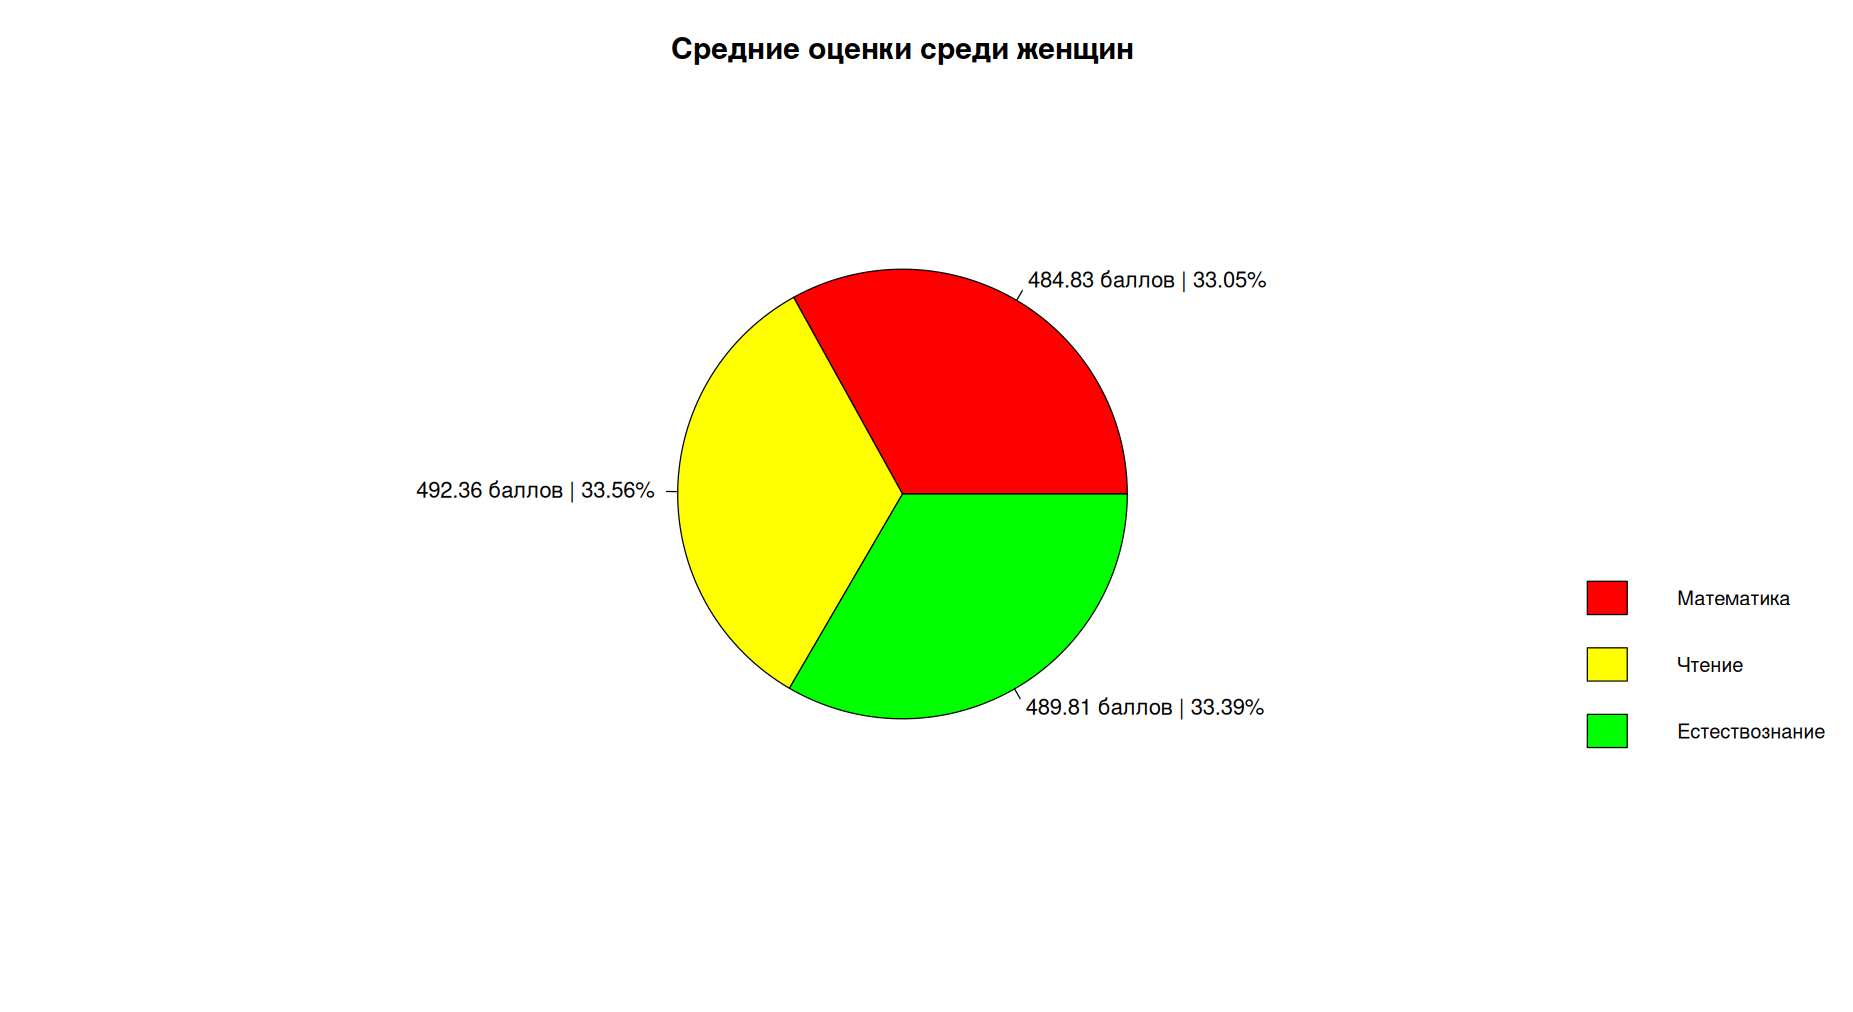 Средние оценки среди женщин
484.83 баллов | 33.05%
492.36 баллов | 33.56%
489.81 баллов | 33.39%
Математика
Чтение
Естествознание